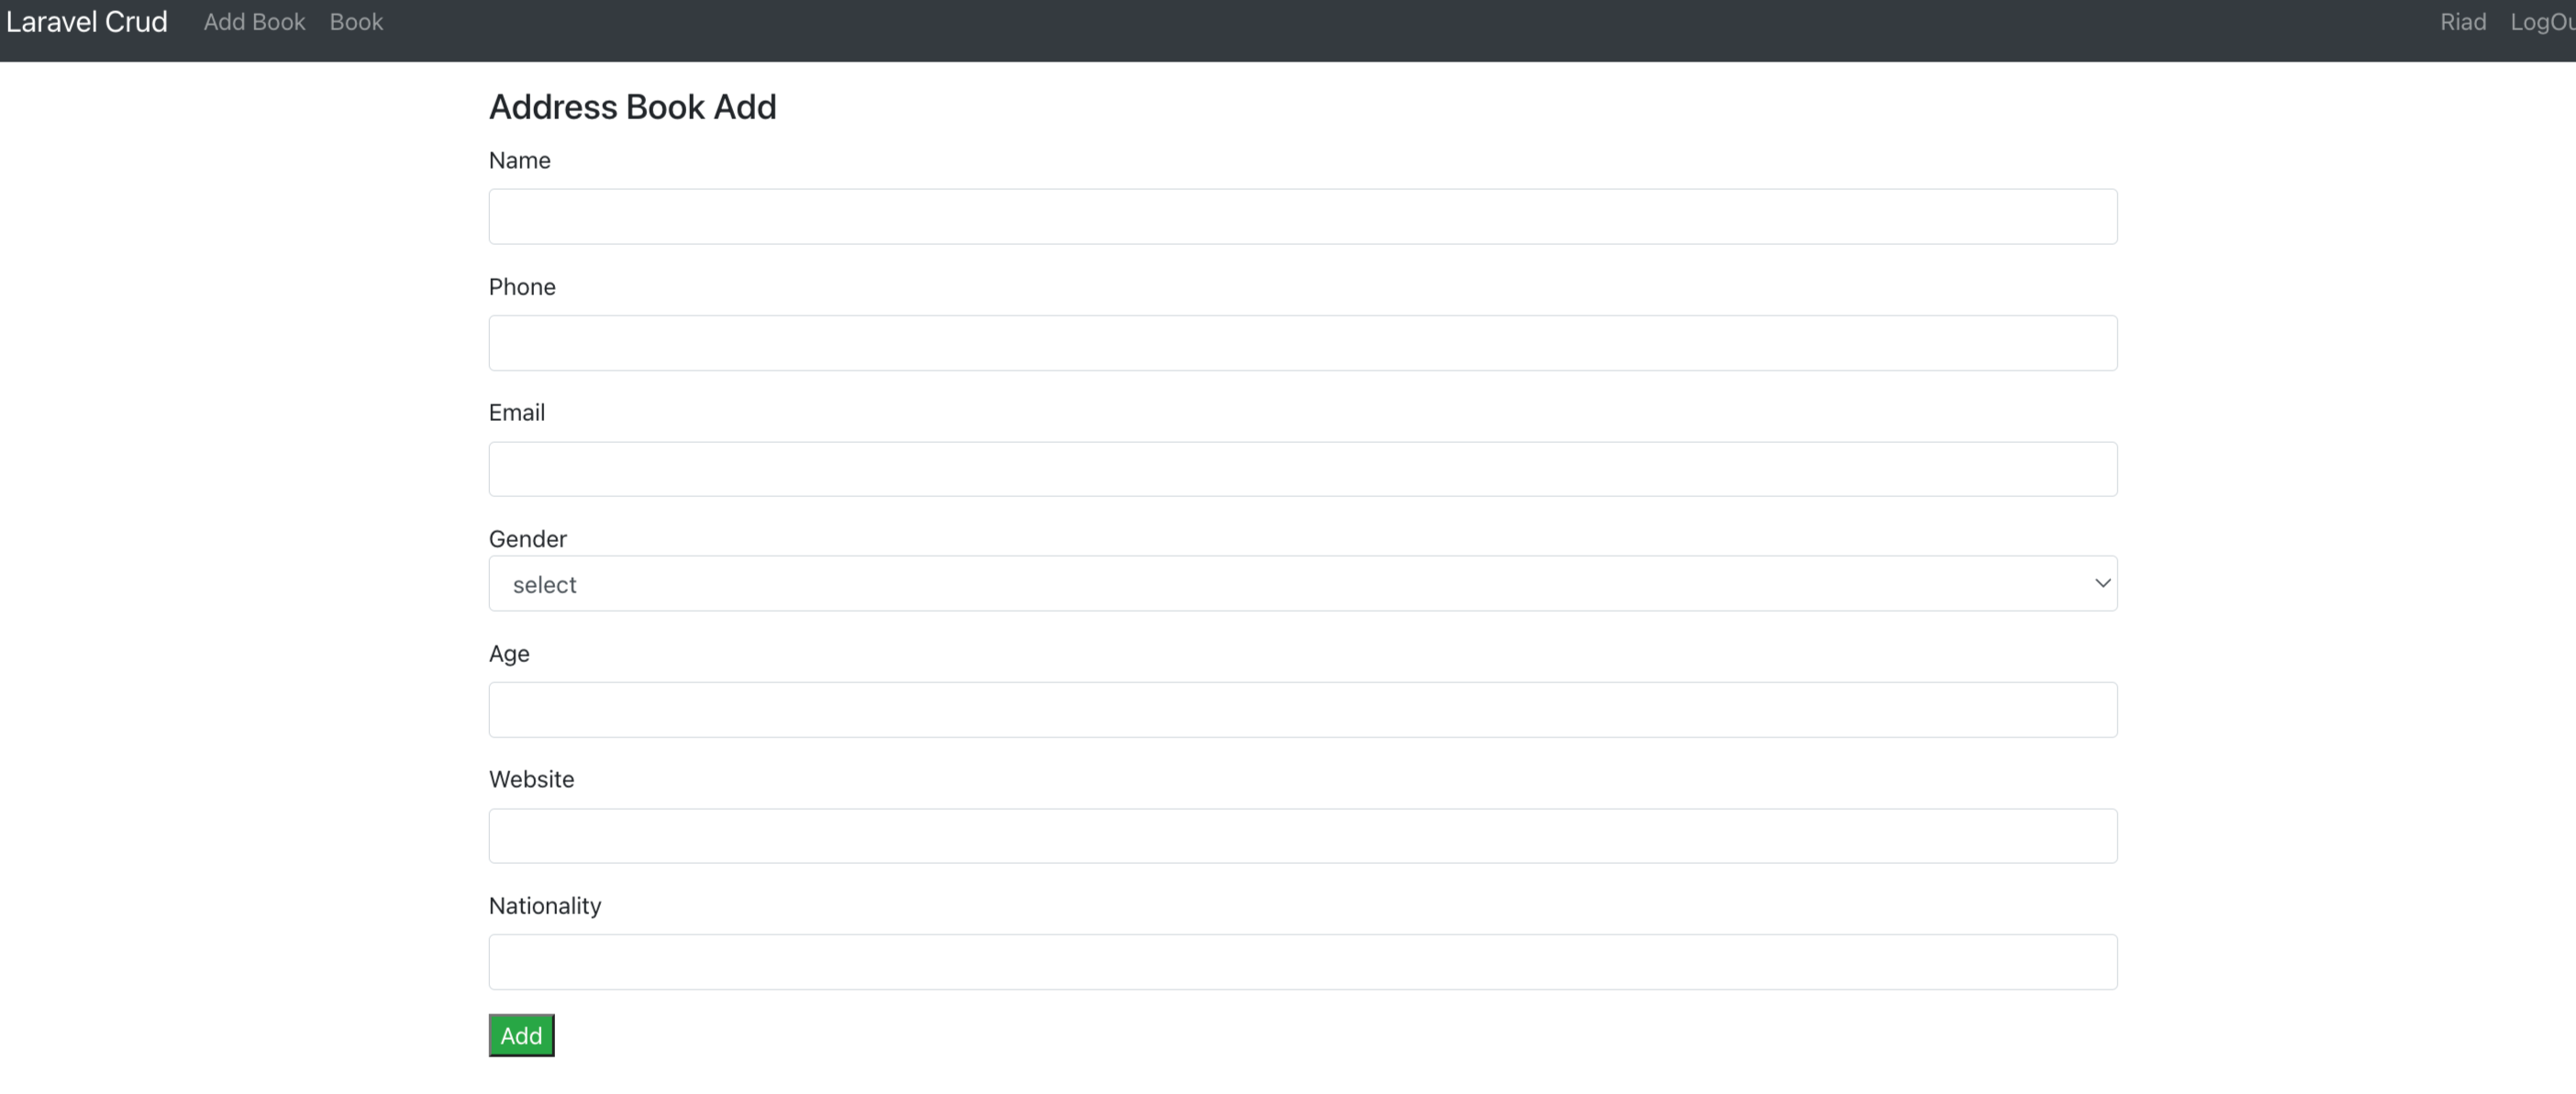 Laravel Crud Add Book Book Riad LogOu
Address Book Add
Name
Phone
Email
Gender
select
Age
Website
Nationality
Add